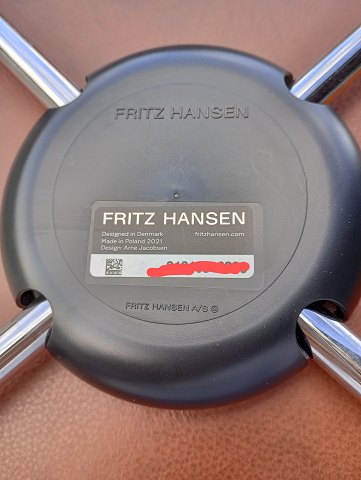 FRITZ HANSEN
FRITZ HANSEN
Designed in Denmark
fritzhansen.com
Made in Poland 2021
Design: Arne Jacobsen
FRITZ HANSEN A/S ©